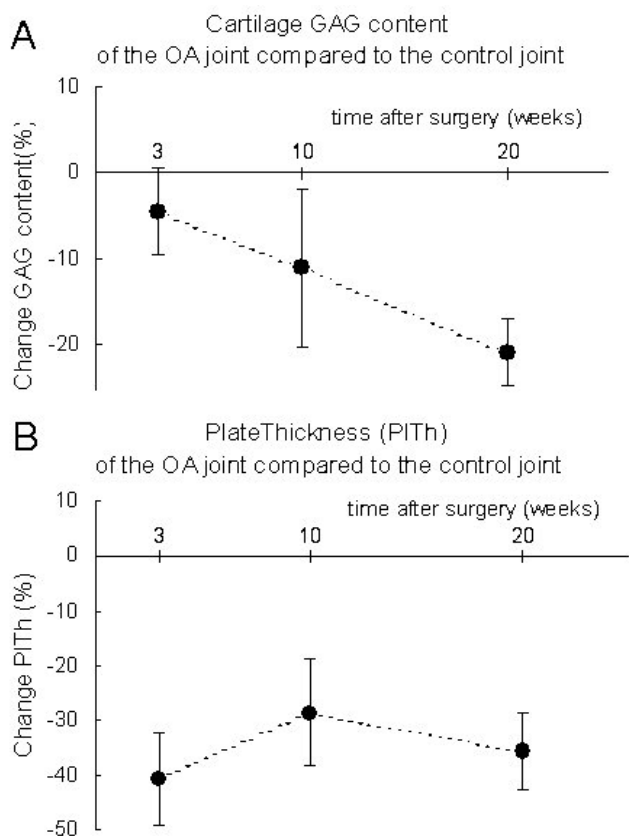 A
Cartilage GAG content
of the OA joint compared to the control joint
10
time after surgery (weeks)
3 10 20
0
-10
-20
Change GAG content(%)
B
PlateThickness (PlTh)
of the OA joint compared to the control joint
10
time after surgery (weeks)
3 10 20
0
-10
-20
-30
-40
-50
Change PlTh (%)